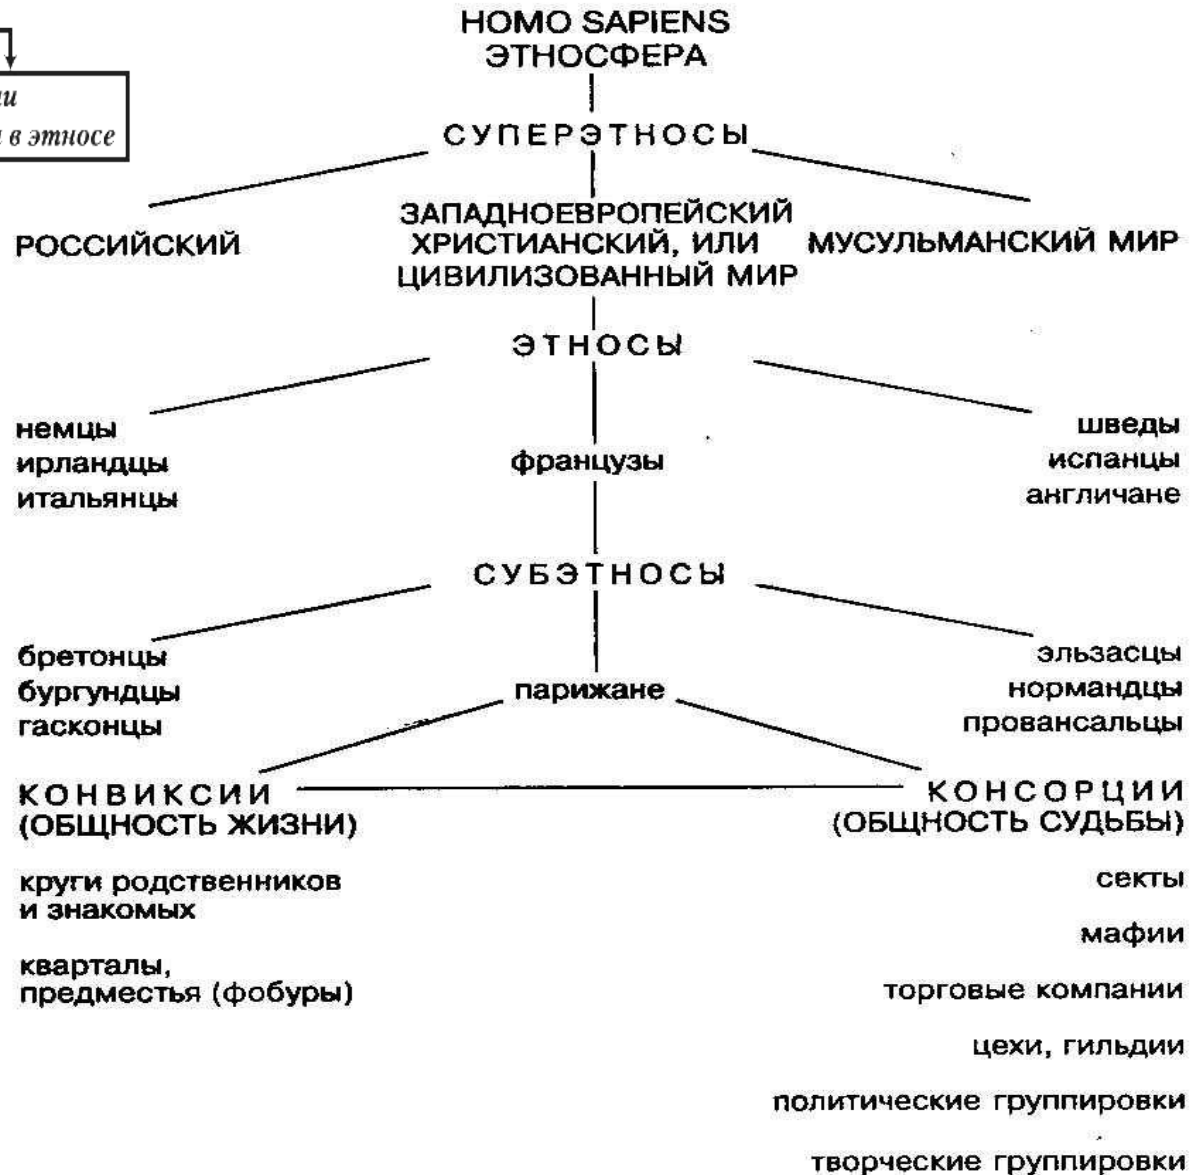 HOMO SAPIENS
ЭТНОСФЕРА
в этносе
СУПЕРЭТНОСЫ
РОССИЙСКИЙ
ЗАПАДНОЕВРОПЕЙСКИЙ
ХРИСТИАНСКИЙ, ИЛИ
ЦИВИЛИЗОВАННЫЙ МИР
МУСУЛЬМАНСКИЙ МИР
ЭТНОСЫ
немцы
ирландцы
итальянцы
французы
шведы
испанцы
англичане
СУБЭТНОСЫ
бретонцы
бургундцы
гасконцы
парижане
эльзасцы
нормандцы
провансальцы
КОНВИКСИИ
(ОБЩНОСТЬ ЖИЗНИ)
КОНСОРЦИИ
(ОБЩНОСТЬ СУДЬБЫ)
круги родственников
и знакомых
кварталы,
предместья (фобуры)
секты
мафии
торговые компании
цехи, гильдии
политические группировки
творческие группировки